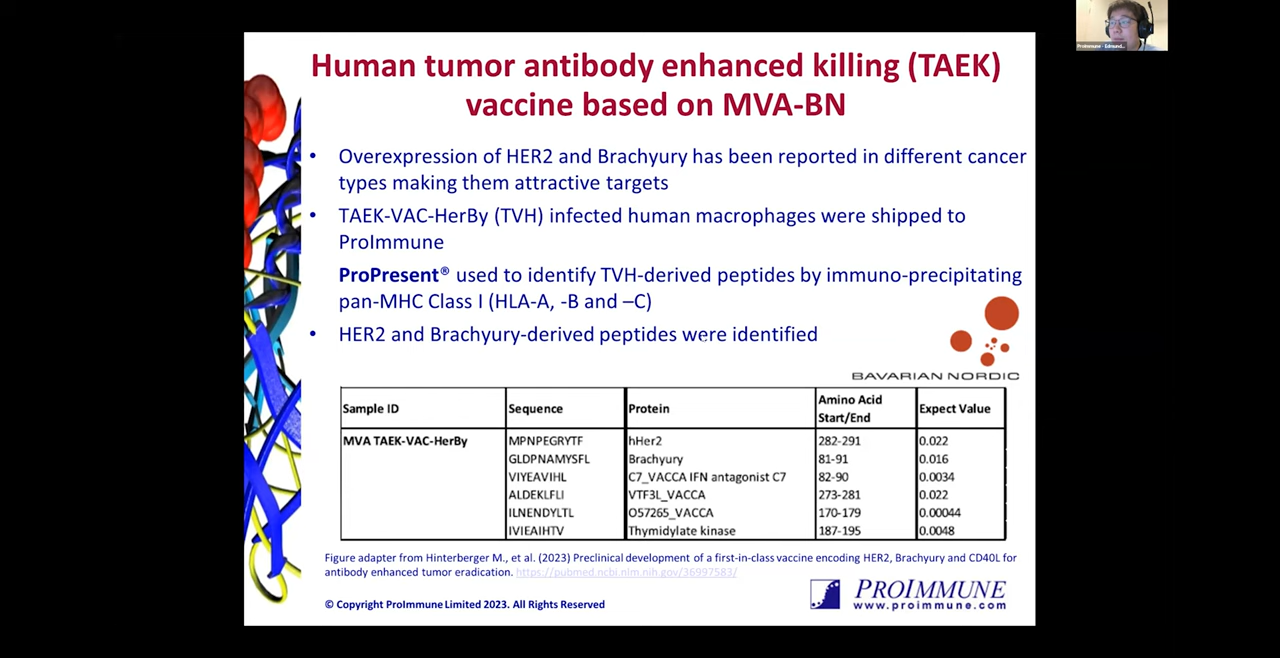 ProImmune - Edmund...
Human tumor antibody enhanced killing (TAEK)
vaccine based on MVA-BN
• Overexpression of HER2 and Brachyury has been reported in different cancer
types making them attractive targets
• TAEK-VAC-HerBy (TVH) infected human macrophages were shipped to
ProImmune
ProPresent® used to identify TVH-derived peptides by immuno-precipitating
pan-MHC Class I (HLA-A, -B and –C)
• HER2 and Brachyury-derived peptides were identified
BAVARIAN NORDIC
Sample ID Sequence Protein Amino Acid Start/End Expect Value
MVA TAEK-VAC-HerBy MPNPEGRYTF hHer2 282-291 0.022
GLDPNAMYSFL Brachyury 81-91 0.016
VIYEAVIHL C7_VACCA IFN antagonist C7 82-90 0.0034
ALDEKLFLI VTF3L_VACCA 273-281 0.022
ILNENDYLTL O57265_VACCA 170-179 0.00044
IVIEAIHTV Thymidylate kinase 187-195 0.0048
Figure adapter from Hinterberger M., et al. (2023) Preclinical development of a first-in-class vaccine encoding HER2, Brachyury and CD40L for
antibody enhanced tumor eradication. https://pubmed.ncbi.nlm.nih.gov/36997583/
© Copyright ProImmune Limited 2023. All Rights Reserved
PROIMMUNE
www.proimmune.com